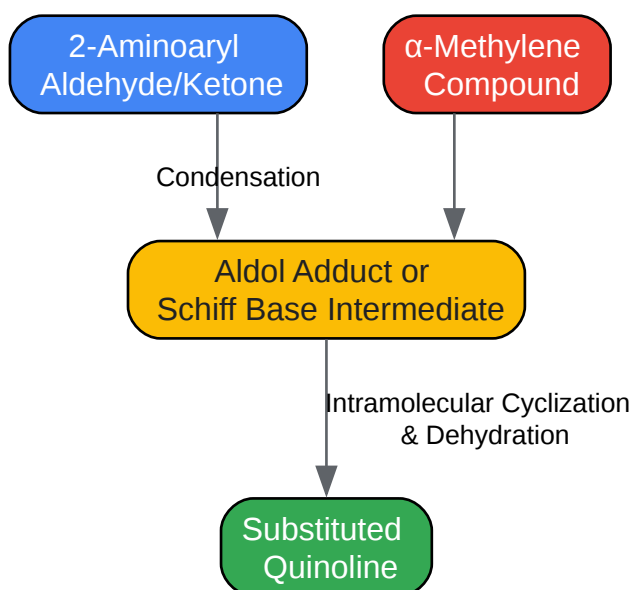 2-Aminoaryl
Aldehyde/Ketone
α-Methylene
Compound
Condensation
Aldol Adduct or
Schiff Base Intermediate
Intramolecular Cyclization
& Dehydration
Substituted
Quinoline